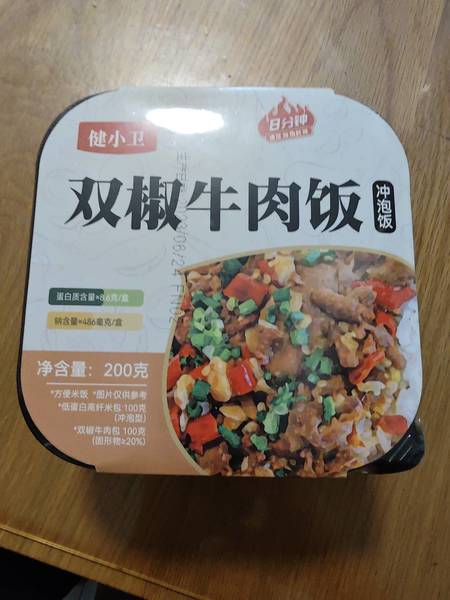 健小卫
8分钟
双椒牛肉饭
冲泡饭
蛋白质含量≈8.6克/盒
钠含量≈486毫克/盒
净含量：200克
*方便米饭 *图片仅供参考
*低蛋白高纤米包:100克
(冲泡型)
*双椒牛肉包 100克
(固形物≥20%)